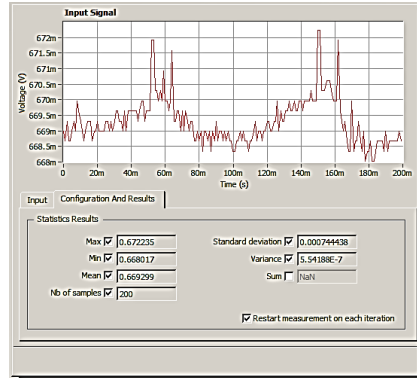 Input Signal
Voltage (V)
672m
671.5m
671m
670.5m
670m
669.5m
669m
668.5m
668m
0 20m 40m 60m 80m 100m 120m 140m 160m 180m 200m
Time (s)
Input Configuration And Results
Statistics Results
Max 0.672235 Standard deviation 0.000744438
Min 0.668017 Variance 5.54188E-7
Mean 0.669299 Sum NaN
Nb of samples 200
Restart measurement on each iteration